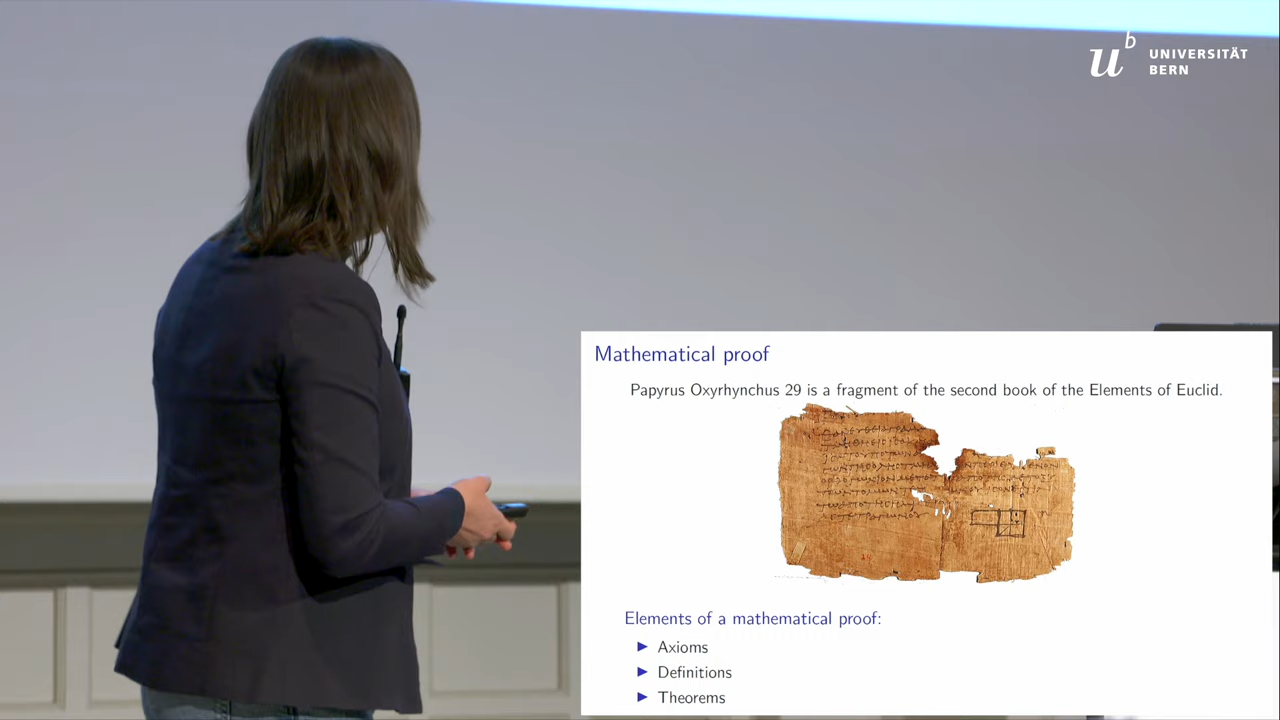 u^b UNIVERSITÄT
BERN
Mathematical proof
Papyrus Oxyrhynchus 29 is a fragment of the second book of the Elements of Euclid.
Elements of a mathematical proof:
▶ Axioms
▶ Definitions
▶ Theorems